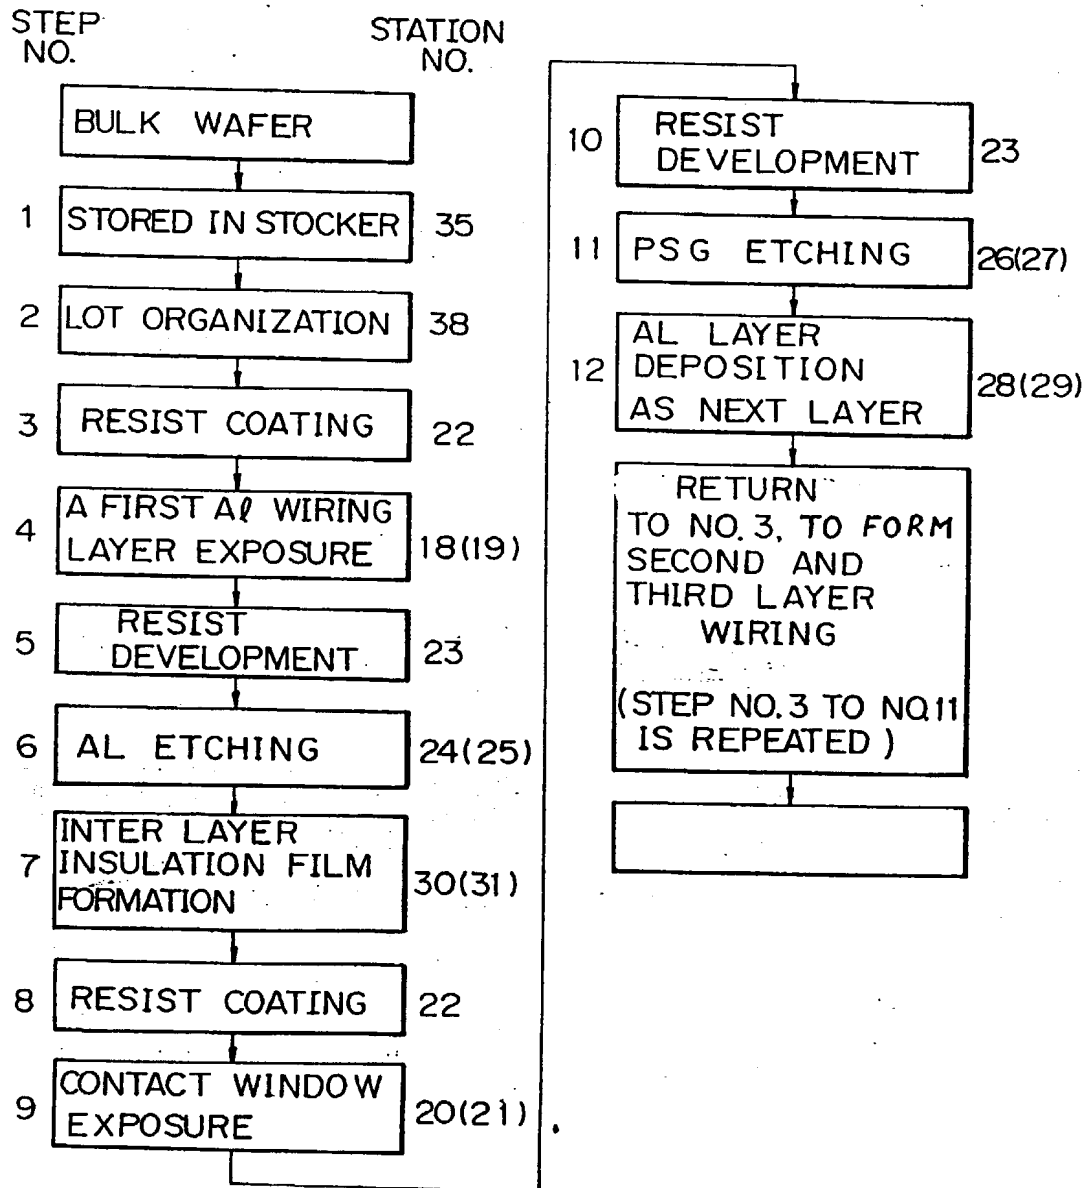 STEP NO.
STATION NO.
BULK WAFER
1 STORED IN STOCKER 35
2 LOT ORGANIZATION 38
3 RESIST COATING 22
4 A FIRST Al WIRING
LAYER EXPOSURE 18(19)
5 RESIST
DEVELOPMENT 23
6 AL ETCHING 24(25)
7 INTER LAYER
INSULATION FILM
FORMATION 30(31)
8 RESIST COATING 22
9 CONTACT WINDOW
EXPOSURE 20(21)
10 RESIST
DEVELOPMENT 23
11 PSG ETCHING 26(27)
12 AL LAYER
DEPOSITION
AS NEXT LAYER 28(29)
RETURN
TO NO.3, TO FORM
SECOND AND
THIRD LAYER
WIRING
(STEP NO.3 TO NO.11
IS REPEATED)